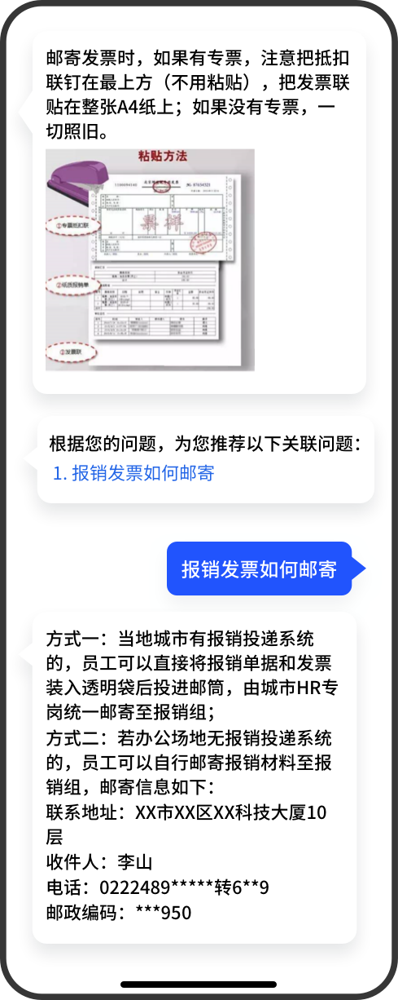 邮寄发票时，如果有专票，注意把抵扣
联钉在最上方（不用粘贴），把发票联
贴在整张A4纸上；如果没有专票，一
切照旧。
粘贴方法
①专票抵扣联
②纸质报销单
③发票联
根据您的问题，为您推荐以下关联问题：
1. 报销发票如何邮寄
报销发票如何邮寄
方式一：当地城市有报销投递系统
的，员工可以直接将报销单据和发票
装入透明袋后投进邮筒，由城市HR专
岗统一邮寄至报销组；
方式二：若办公场地无报销投递系统
的，员工可以自行邮寄报销材料至报
销组，邮寄信息如下：
联系地址：XX市XX区XX科技大厦10
层
收件人：李山
电话：0222489*****转6**9
邮政编码：***950